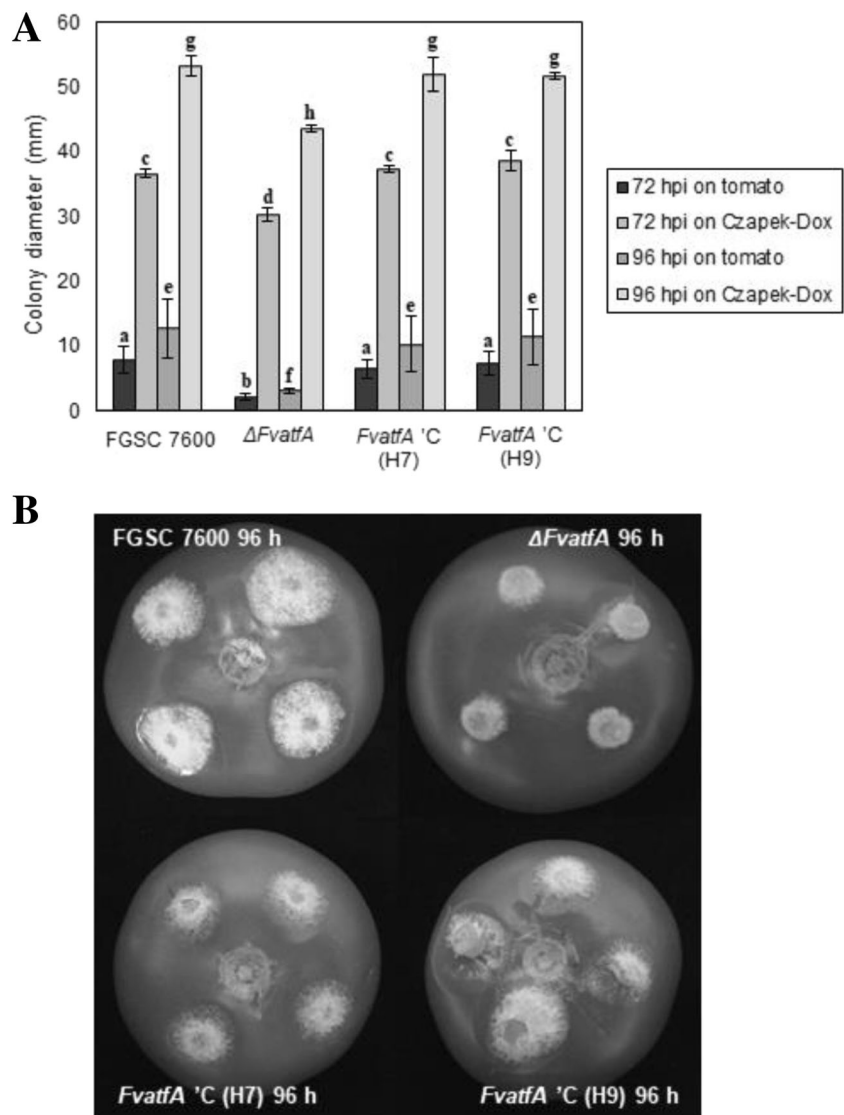 A
60
50
40
30
20
10
0
Colony diameter (mm)
a
c
e
g
b
d
f
h
a
c
e
g
a
c
e
g
FGSC 7600
ΔFvatfA
FvatfA 'C
(H7)
FvatfA 'C
(H9)
72 hpi on tomato
72 hpi on Czapek-Dox
96 hpi on tomato
96 hpi on Czapek-Dox
B
FGSC 7600 96 h
ΔFvatfA 96 h
FvatfA 'C (H7) 96 h
FvatfA 'C (H9) 96 h